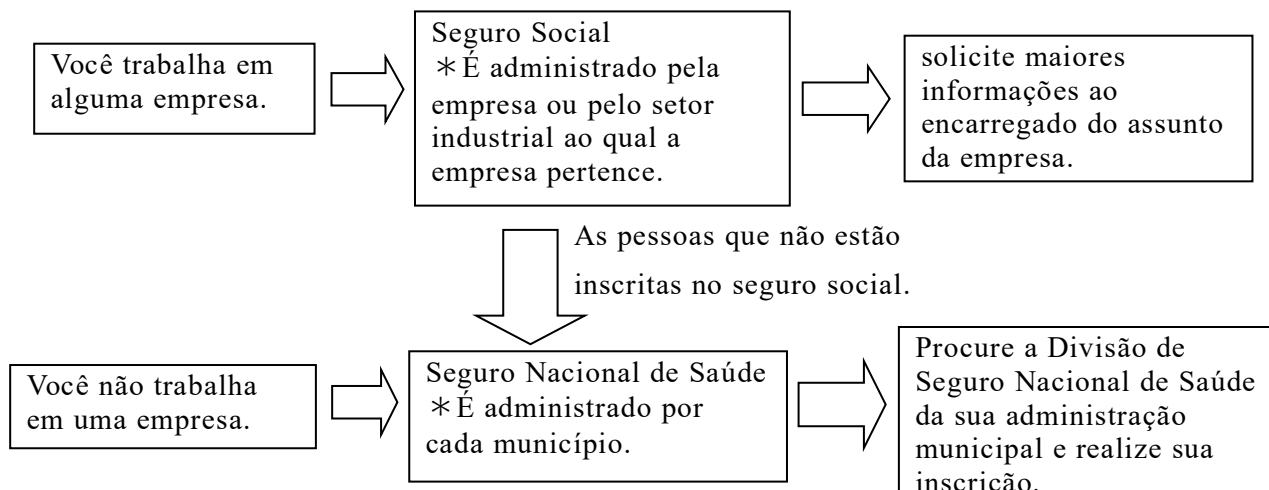 Você trabalha em
alguma empresa.
Seguro Social
＊É administrado pela
empresa ou pelo setor
industrial ao qual a
empresa pertence.
solicite maiores
informações ao
encarregado do assunto
da empresa.
As pessoas que não estão
inscritas no seguro social.
Você não trabalha
em uma empresa.
Seguro Nacional de Saúde
＊É administrado por
cada município.
Procure a Divisão de
Seguro Nacional de Saúde
da sua administração
municipal e realize sua
inscrição.